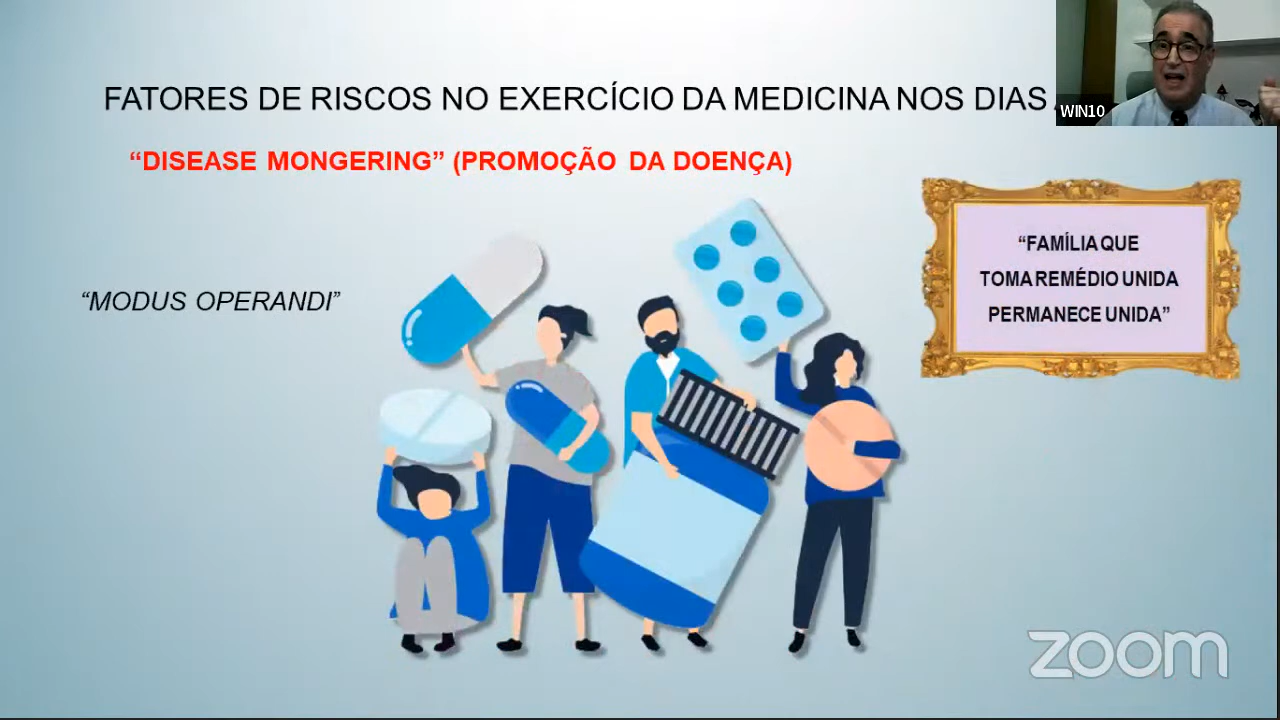 FATORES DE RISCOS NO EXERCÍCIO DA MEDICINA NOS DIAS
WIN10
“DISEASE MONGERING” (PROMOÇÃO DA DOENÇA)
“FAMÍLIA QUE
TOMA REMÉDIO UNIDA
PERMANECE UNIDA”
“MODUS OPERANDI”
zoom